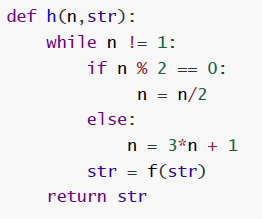 def h(n,str):
    while n != 1:
        if n % 2 == 0:
            n = n/2
        else:
            n = 3*n + 1
        str = f(str)
    return str